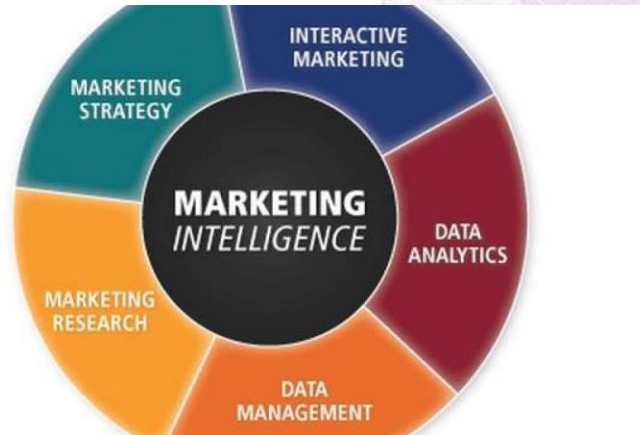 INTERACTIVE
MARKETING
MARKETING
STRATEGY
MARKETING
INTELLIGENCE
DATA
ANALYTICS
MARKETING
RESEARCH
DATA
MANAGEMENT